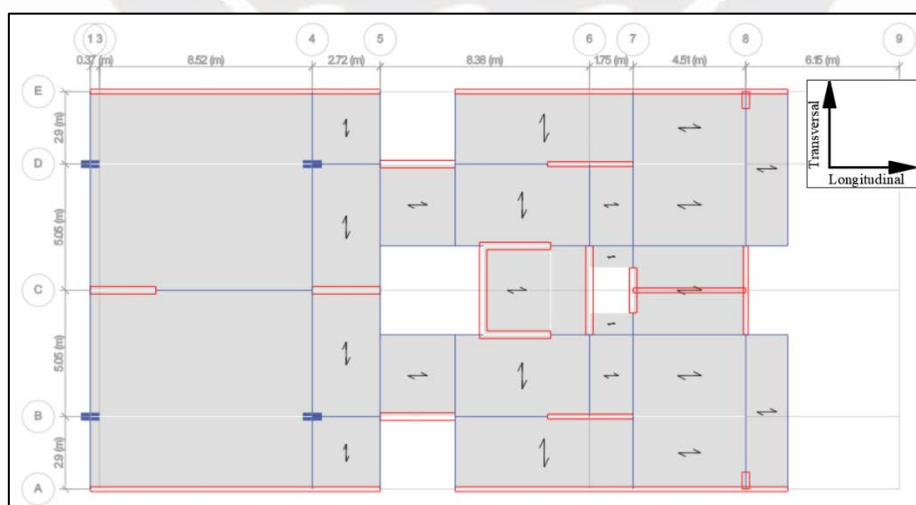 1 3 4 5 6 7 8 9
0.37 (m) 8.52 (m) 2.72 (m) 8.38 (m) 1.75 (m) 4.51 (m) 6.15 (m)
E
2.9 (m)
D
5.05 (m)
C
5.05 (m)
B
2.9 (m)
A
Transversal
Longitudinal